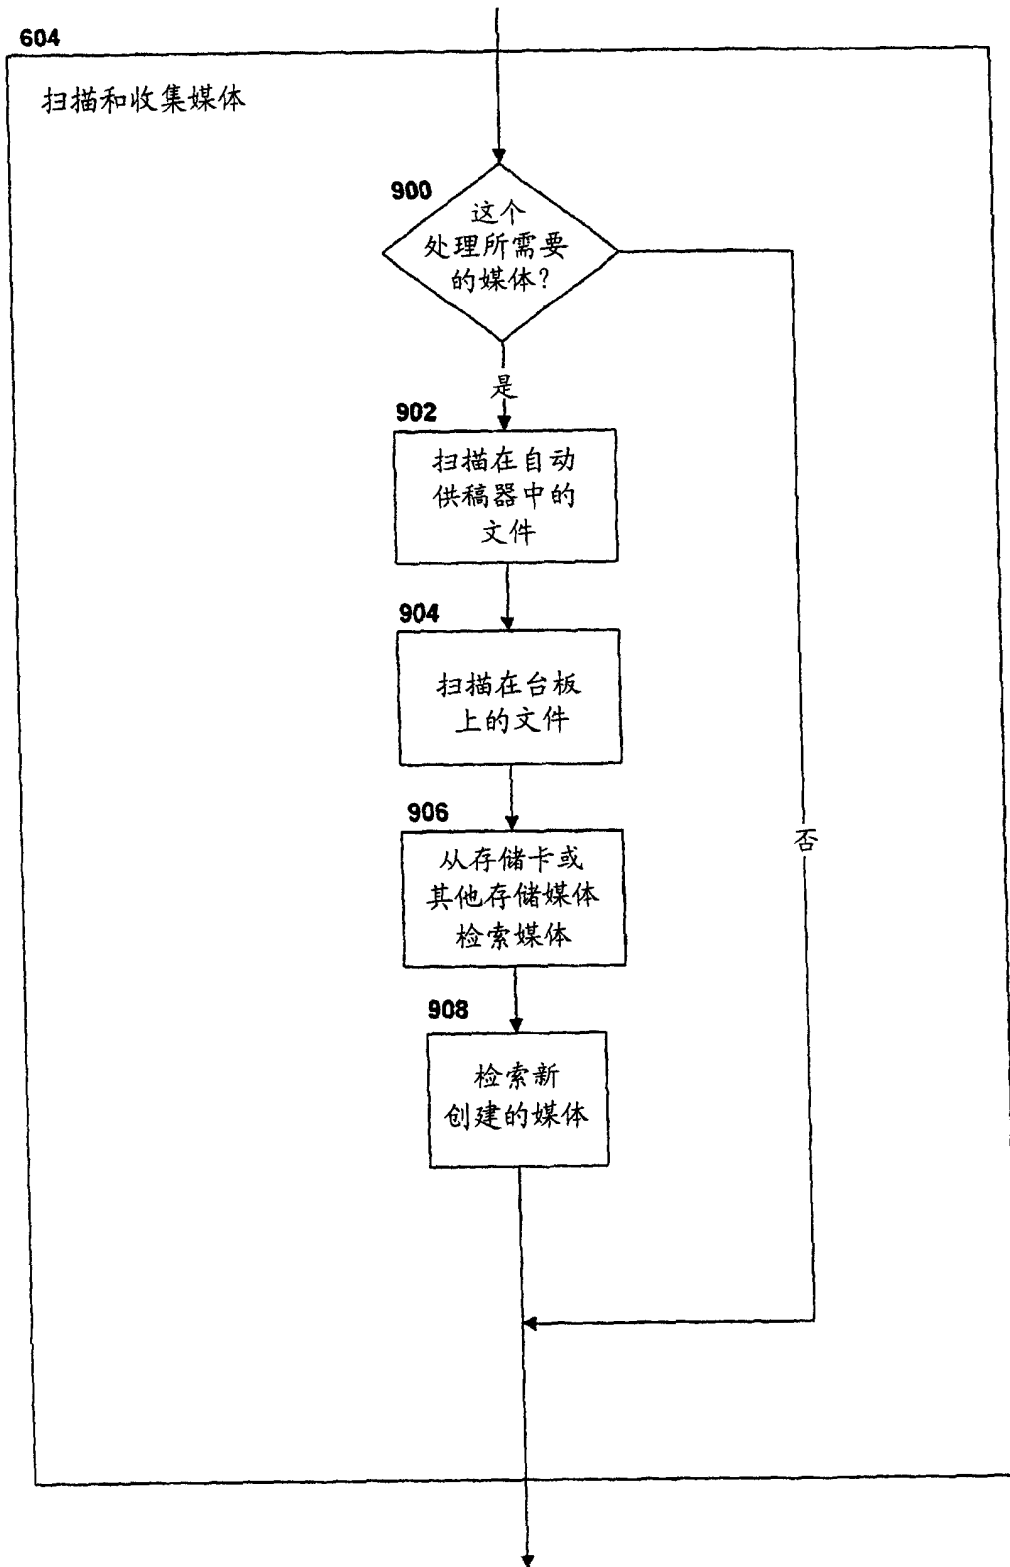 604
扫描和收集媒体
900
这个
处理所需要
的媒体?
是
902
扫描在自动
供稿器中的
文件
904
扫描在台板
上的文件
906
从存储卡或
其他存储媒体
检索媒体
否
908
检索新
创建的媒体